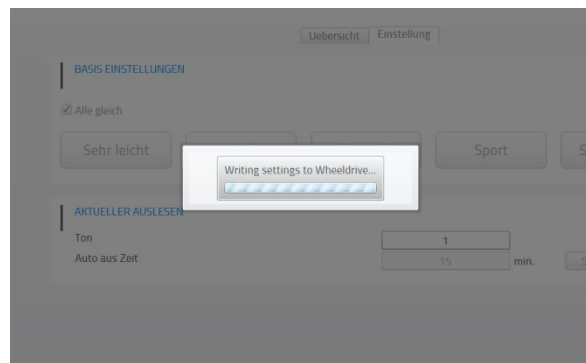 Uebersicht Einstellung
BASIS EINSTELLUNGEN
Alle gleich
Sehr leicht Sport S
Writing settings to Wheeldrive...
AKTUELLER AUSLESEN
Ton 1
Auto aus Zeit 15 min. S